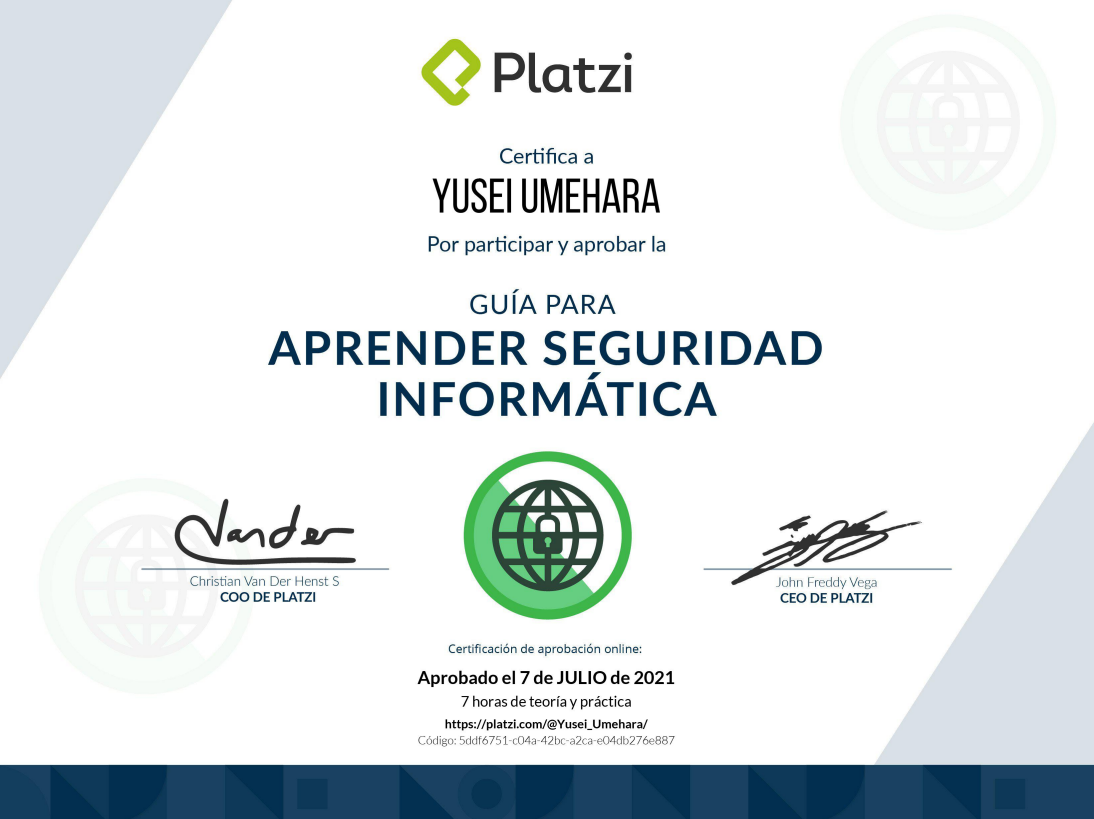 Platzi
Certifica a
YUSEI UMEHARA
Por participar y aprobar la
GUÍA PARA
APRENDER SEGURIDAD
INFORMÁTICA
Vander
Christian Van Der Henst S
COO DE PLATZI
John Freddy Vega
CEO DE PLATZI
Certificación de aprobación online:
Aprobado el 7 de JULIO de 2021
7 horas de teoría y práctica
https://platzi.com/@Yusei_Umehara/
Código: 5ddf6751-c04a-42bc-a2ca-e04db276e887